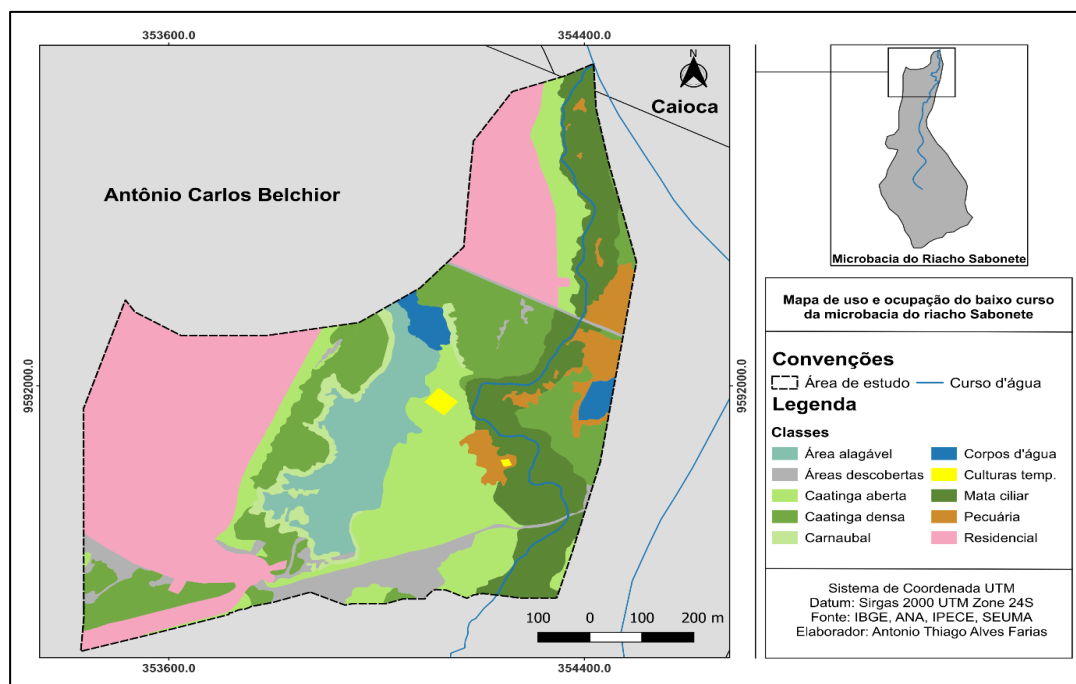 353600.0
354400.0
N
Caioca
Antônio Carlos Belchior
9592000.0
9592000.0
100 0 100 200 m
353600.0
354400.0
Microbacia do Riacho Sabonete
Mapa de uso e ocupação do baixo curso
da microbacia do riacho Sabonete
Convenções
Área de estudo
Curso d'água
Legenda
Classes
Área alagável
Áreas descobertas
Caatinga aberta
Caatinga densa
Carnaubal
Corpos d'água
Culturas temp.
Mata ciliar
Pecuária
Residencial
Sistema de Coordenada UTM
Datum: Sirgas 2000 UTM Zone 24S
Fonte: IBGE, ANA, IPECE, SEUMA
Elaborador: Antonio Thiago Alves Farias